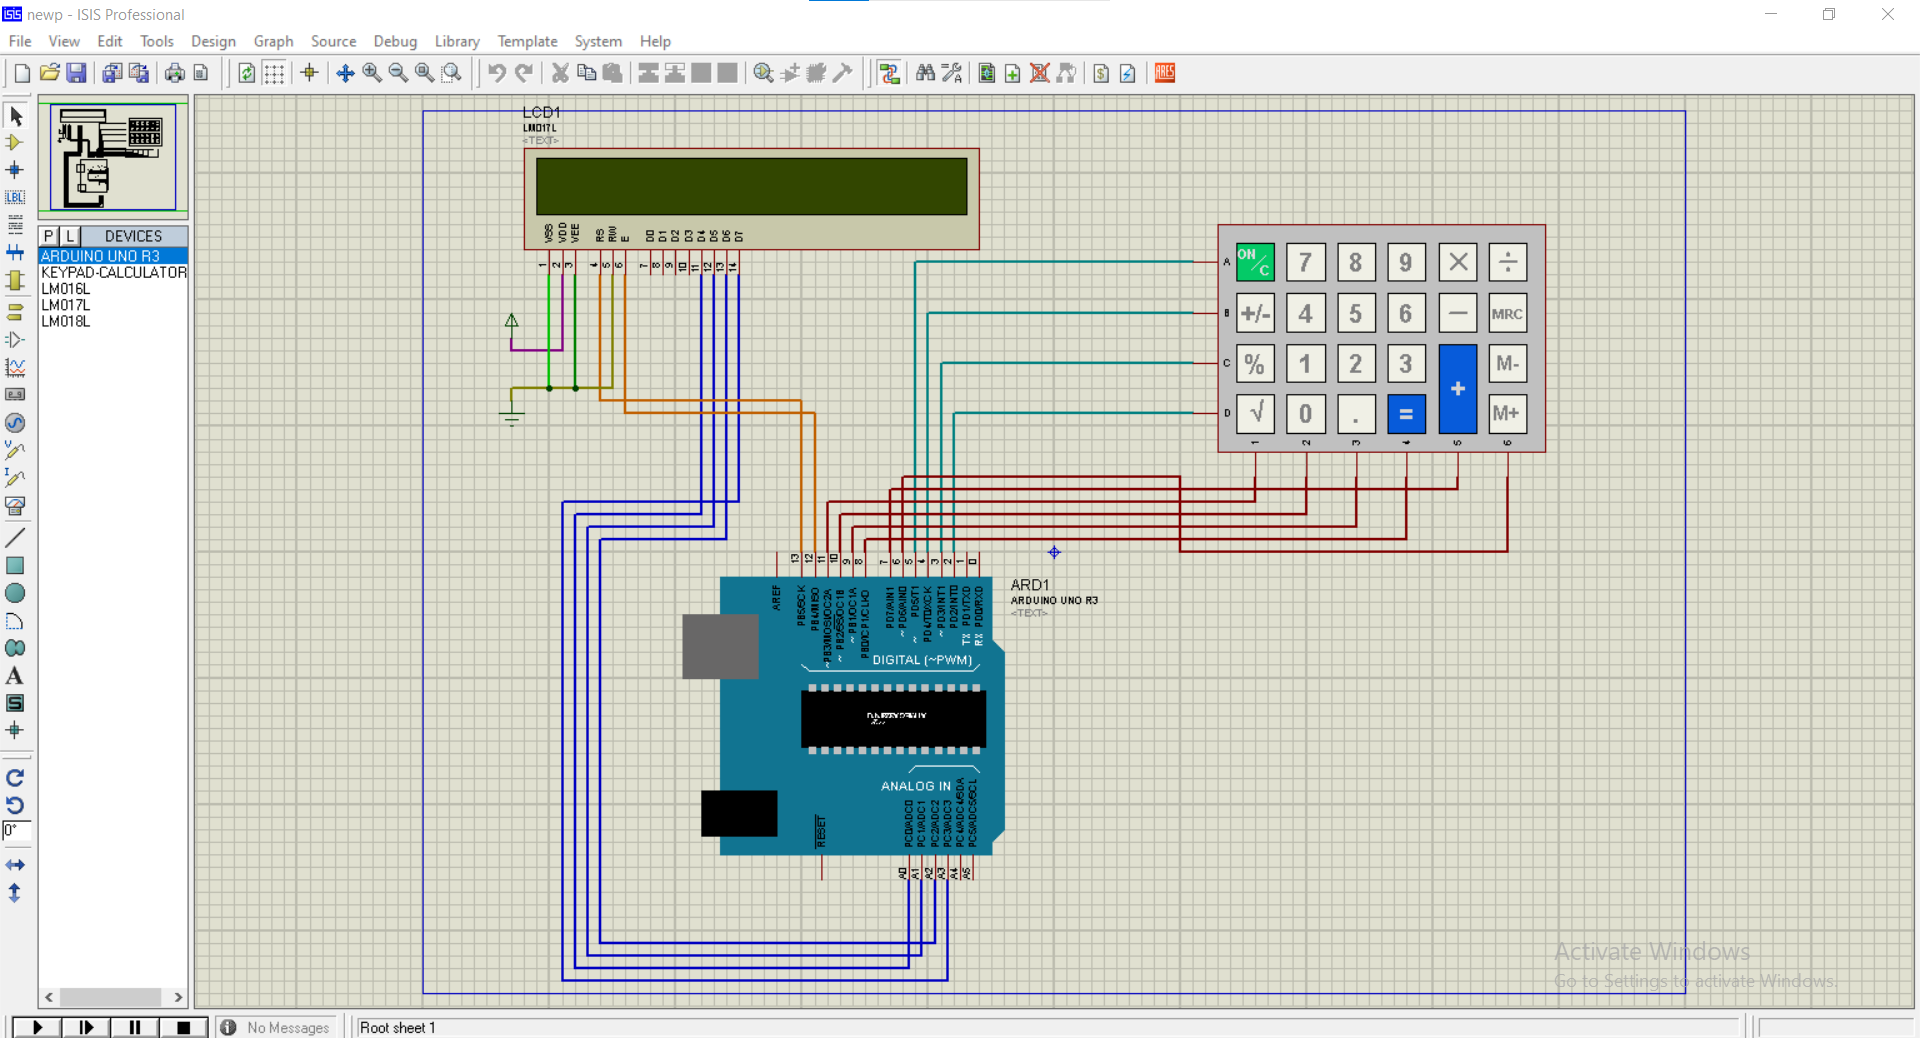 newp - ISIS Professional
File View Edit Tools Design Graph Source Debug Library Template System Help
ARES
LBL
P L DEVICES
ARDUINO UNO R3
KEYPAD-CALCULATOR
LM016L
LM017L
LM018L
A
S
0°
LCD1
LM017L
<TEXT>
VSS VDD VEE RS RW E D0 D1 D2 D3 D4 D5 D6 D7
1 2 3 4 5 6 7 8 9 10 11 12 13 14
A ON/C 7 8 9 × ÷
B +/- 4 5 6 − MRC
C % 1 2 3 + M-
D √ 0 . = M+
1 2 3 4 5 6
13 12 11 10 9 8 7 6 5 4 3 2 1 0
ARD1
ARDUINO UNO R3
<TEXT>
AREF PB5/SCK PB4/MISO ~PB3/MOSI/OC2A ~PB2/SS/OC1B ~PB1/OC1A PB0/ICP1/CLKO PD7/AIN1 ~PD6/AIN0 ~PD5/T1 PD4/T0/XCK ~PD3/INT1 PD2/INT0 TX PD1/TXD RX PD0/RXD
DIGITAL (~PWM)
ANALOG IN
RESET PC0/ADC0 PC1/ADC1 PC2/ADC2 PC3/ADC3 PC4/ADC4/SDA PC5/ADC5/SCL
A0 A1 A2 A3 A4 A5
Activate Windows
Go to Settings to activate Windows.
No Messages
Root sheet 1